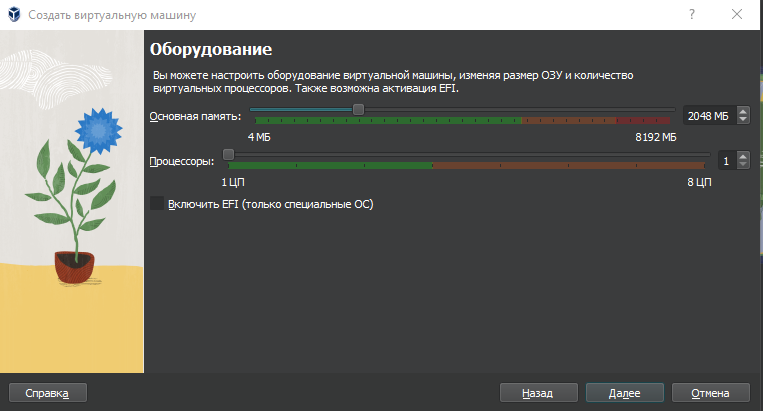 Создать виртуальную машину
Оборудование
Вы можете настроить оборудование виртуальной машины, изменяя размер ОЗУ и количество
виртуальных процессоров. Также возможна активация EFI.
Основная память: 2048 МБ
4 МБ 8192 МБ
Процессоры: 1
1 ЦП 8 ЦП
Включить EFI (только специальные ОС)
Справка Назад Далее Отмена